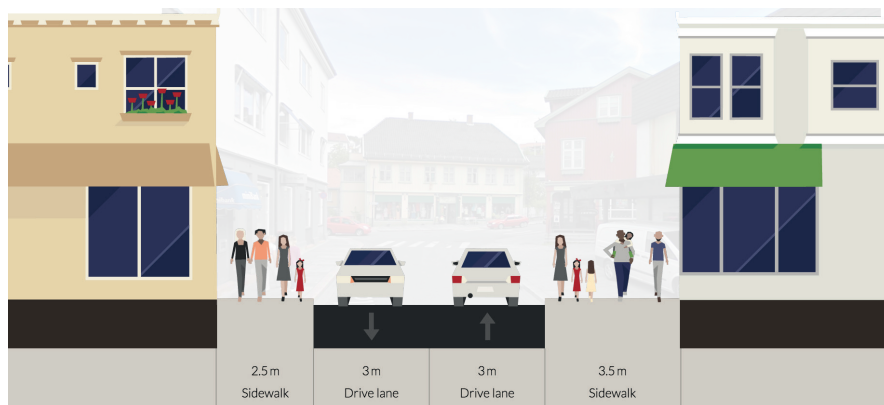 2.5 m
Sidewalk
3 m
Drive lane
3 m
Drive lane
3.5 m
Sidewalk